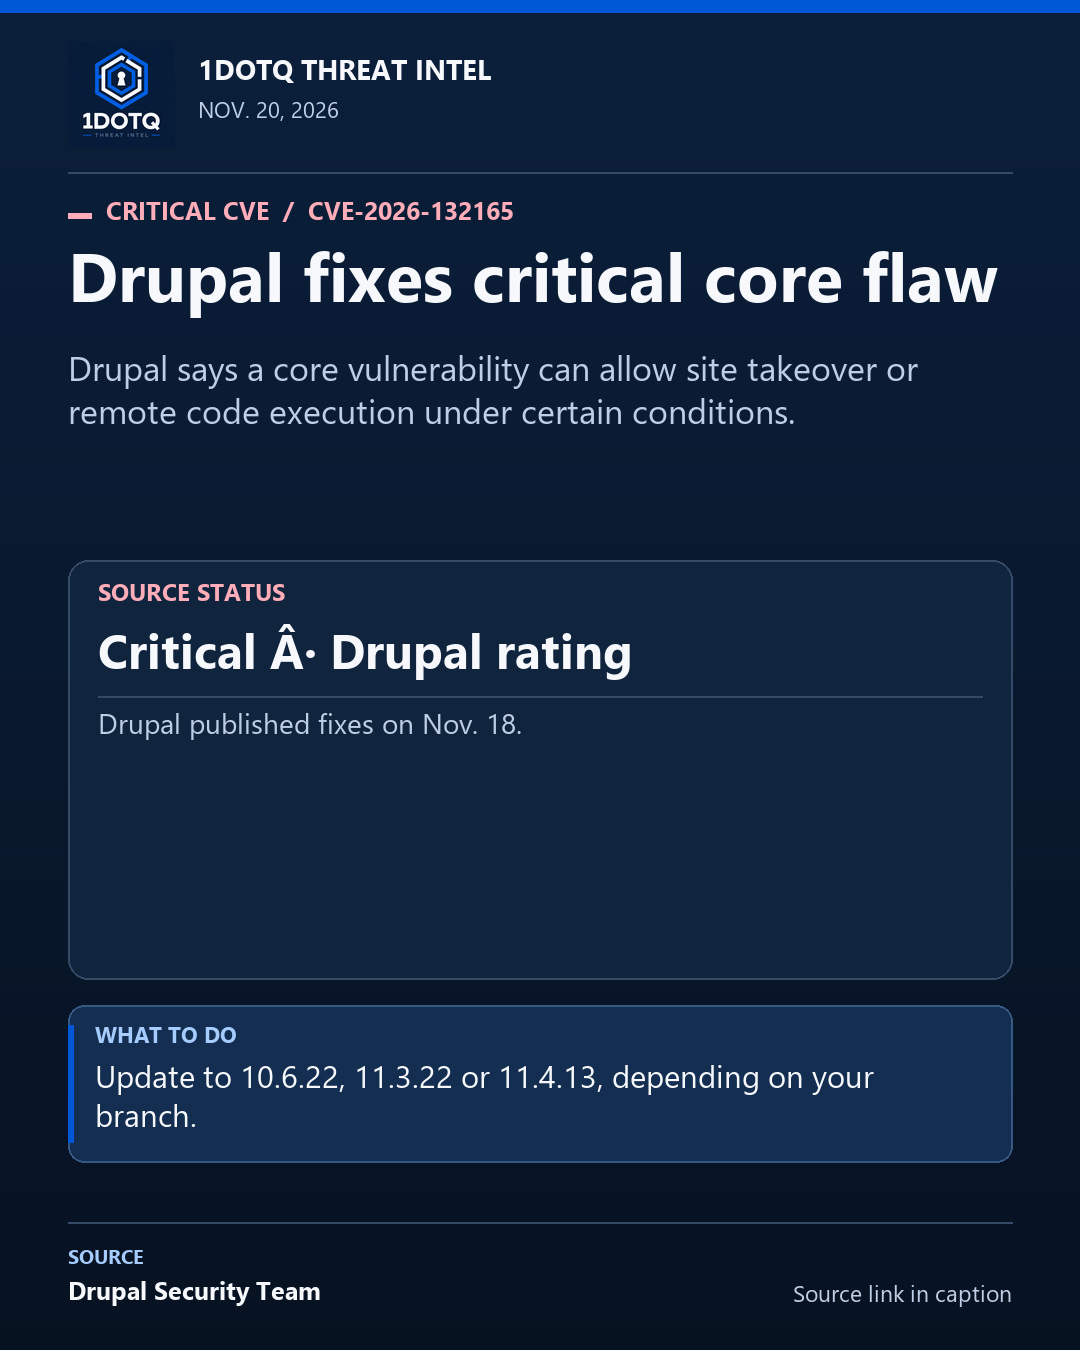 1DOTQ
THREAT INTEL
1DOTQ THREAT INTEL
NOV. 20, 2026
CRITICAL CVE / CVE-2026-132165
Drupal fixes critical core flaw
Drupal says a core vulnerability can allow site takeover or
remote code execution under certain conditions.
SOURCE STATUS
Critical Â· Drupal rating
Drupal published fixes on Nov. 18.
WHAT TO DO
Update to 10.6.22, 11.3.22 or 11.4.13, depending on your
branch.
SOURCE
Drupal Security Team
Source link in caption